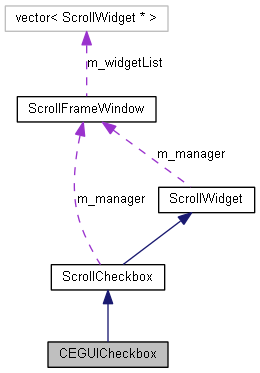 vector< ScrollWidget * >
m_widgetList
ScrollFrameWindow
m_manager
m_manager
ScrollWidget
ScrollCheckbox
CEGUICheckbox